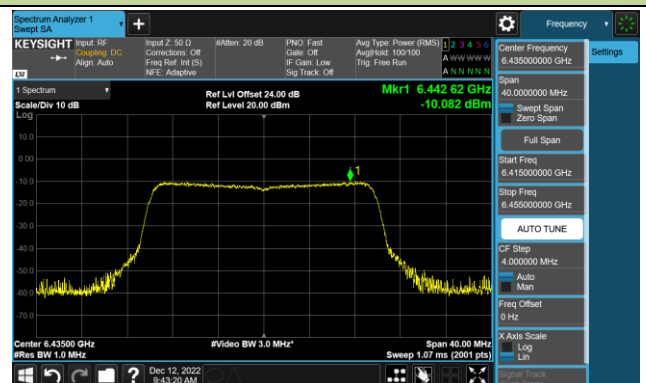 Spectrum Analyzer 1
Swept SA
Frequency
KEYSIGHT
Input: RF
Coupling: DC
Align: Auto
Input Z: 50 Ω
Corrections: Off
Freq Ref: Int (S)
NFE: Adaptive
#Atten: 20 dB
PNO: Fast
Gate: Off
IF Gain: Low
Sig Track: Off
Avg Type: Power (RMS)
Avg|Hold: 100/100
Trig: Free Run
1 2 3 4 5 6
A W W W W W
A N N N N N
LXI
1 Spectrum
Scale/Div 10 dB
Log
Ref Lvl Offset 24.00 dB
Ref Level 20.00 dBm
Mkr1 6.442 62 GHz
-10.082 dBm
10.0
0.00
-10.0
-20.0
-30.0
-40.0
-50.0
-60.0
-70.0
1
Center 6.43500 GHz
#Res BW 1.0 MHz
#Video BW 3.0 MHz*
Span 40.00 MHz
Sweep 1.07 ms (2001 pts)
Dec 12, 2022
9:43:20 AM
Center Frequency
6.435000000 GHz
Settings
Span
40.0000000 MHz
Swept Span
Zero Span
Full Span
Start Freq
6.415000000 GHz
Stop Freq
6.455000000 GHz
AUTO TUNE
CF Step
4.000000 MHz
Auto
Man
Freq Offset
0 Hz
X Axis Scale
Log
Lin
Signal Track